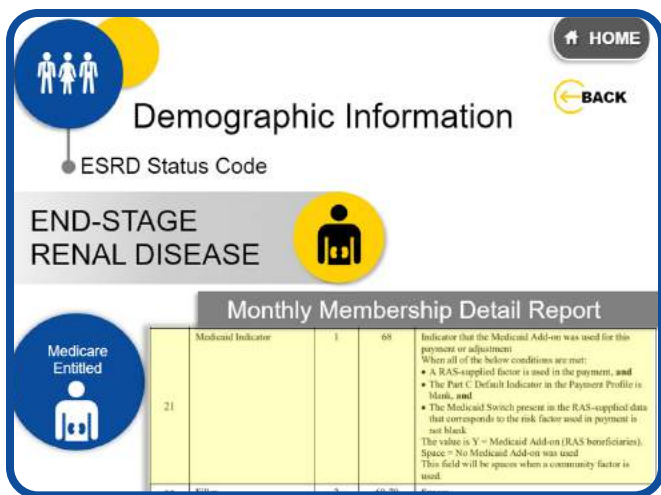 HOME
BACK
Demographic Information
ESRD Status Code
END-STAGE
RENAL DISEASE
Monthly Membership Detail Report
Medicare
Entitled
21
Medicaid Indicator
1
68
Indicator that the Medicaid Add-on was used for this
payment or adjustment
When all of the below conditions are met:
• A RAS-supplied factor is used in the payment, and
• The Part C Default Indicator in the Payment Profile is
blank, and
• The Medicaid Switch present in the RAS-supplied data
that corresponds to the risk factor used in payment is
not blank
The value is Y = Medicaid Add-on (RAS beneficiaries).
Space = No Medicaid Add-on was used
This field will be spaces when a community factor is
used.